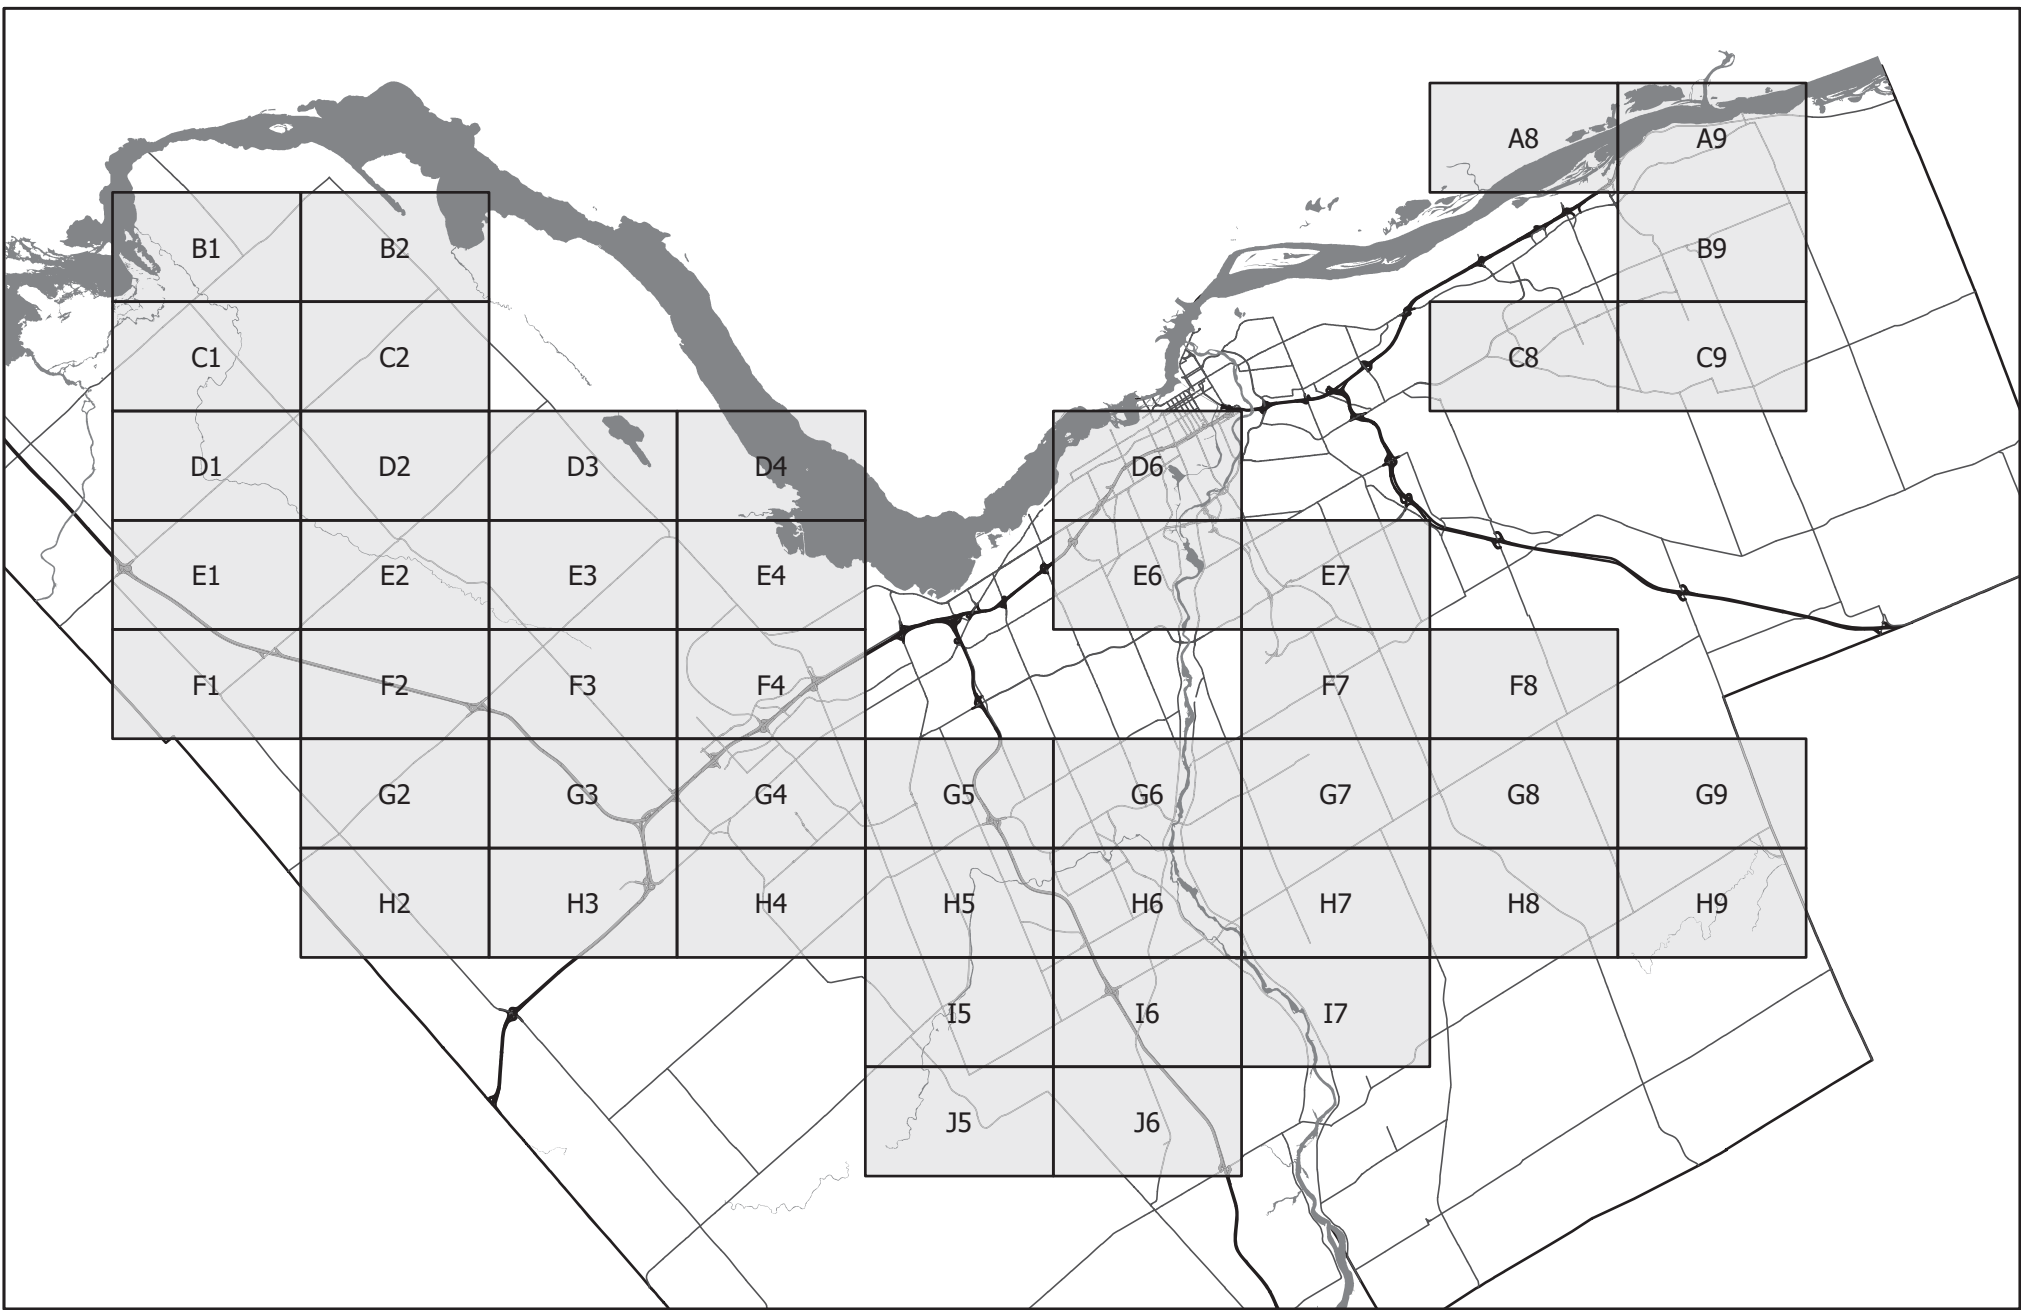 A8 A9
B1 B2 B9
C1 C2 C8 C9
D1 D2 D3 D4 D6
E1 E2 E3 E4 E6 E7
F1 F2 F3 F4 F7 F8
G2 G3 G4 G5 G6 G7 G8 G9
H2 H3 H4 H5 H6 H7 H8 H9
I5 I6 I7
J5 J6